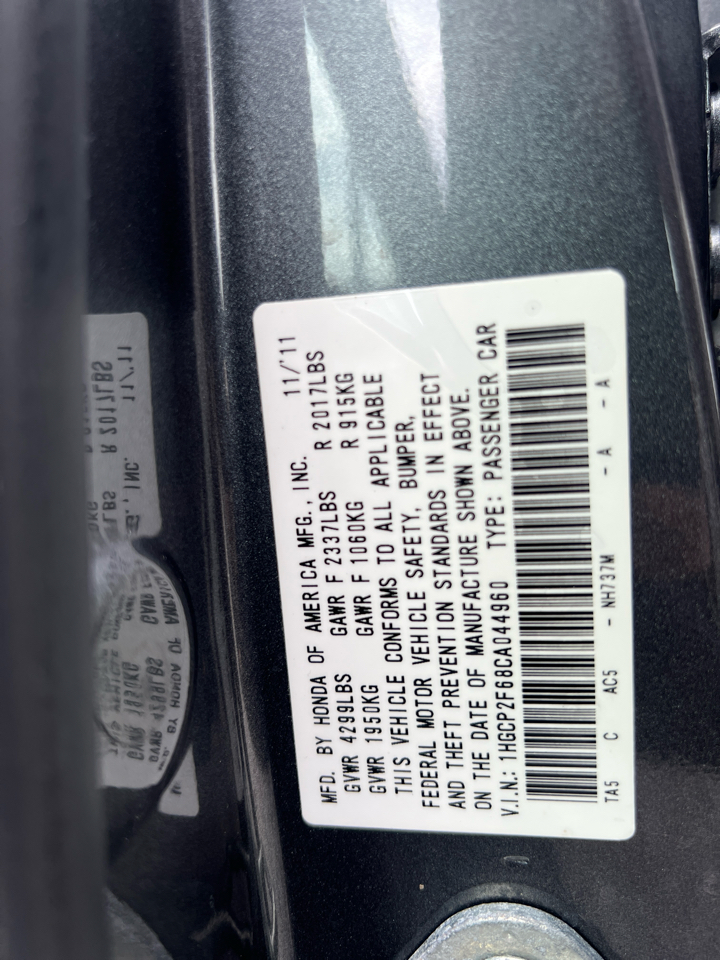 MFD. BY HONDA OF AMERICA MFG., INC. 11/'11
GVWR 4299LBS GAWR F 2337LBS R 2017LBS
GVWR 1950KG GAWR F 1060KG R 915KG
THIS VEHICLE CONFORMS TO ALL APPLICABLE
FEDERAL MOTOR VEHICLE SAFETY, BUMPER,
AND THEFT PREVENTION STANDARDS IN EFFECT
ON THE DATE OF MANUFACTURE SHOWN ABOVE.
V.I.N.: 1HGCP2F68CA044960 TYPE: PASSENGER CAR
TA5 C AC5 - NH737M - A - A